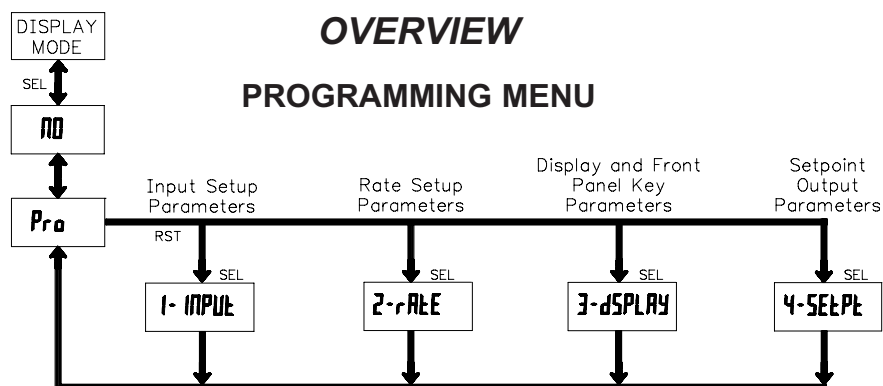 OVERVIEW
PROGRAMMING MENU
DISPLAY
MODE
SEL
NO
Pro
RST
Input Setup
Parameters
Rate Setup
Parameters
Display and Front
Panel Key
Parameters
Setpoint
Output
Parameters
SEL
SEL
SEL
SEL
1- INPUt
2-rAtE
3-dSPLAY
4-SEtPt